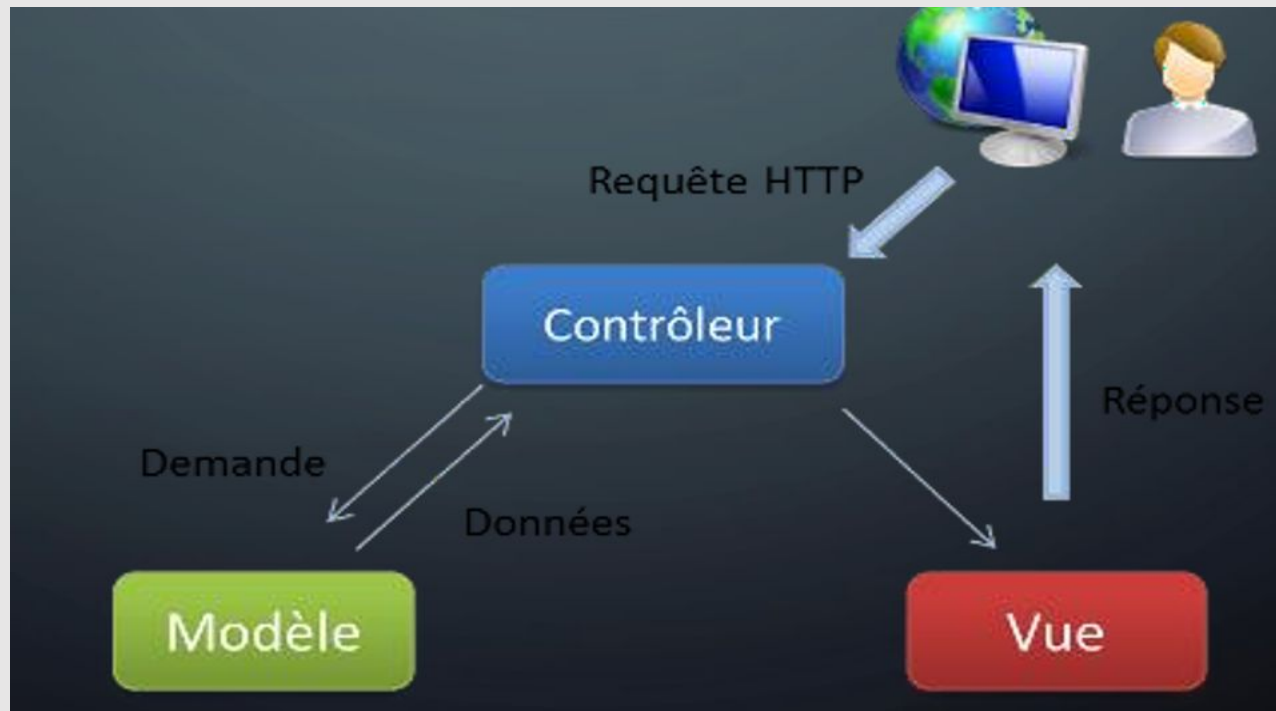 Requête HTTP
Contrôleur
Réponse
Demande
Données
Modèle
Vue